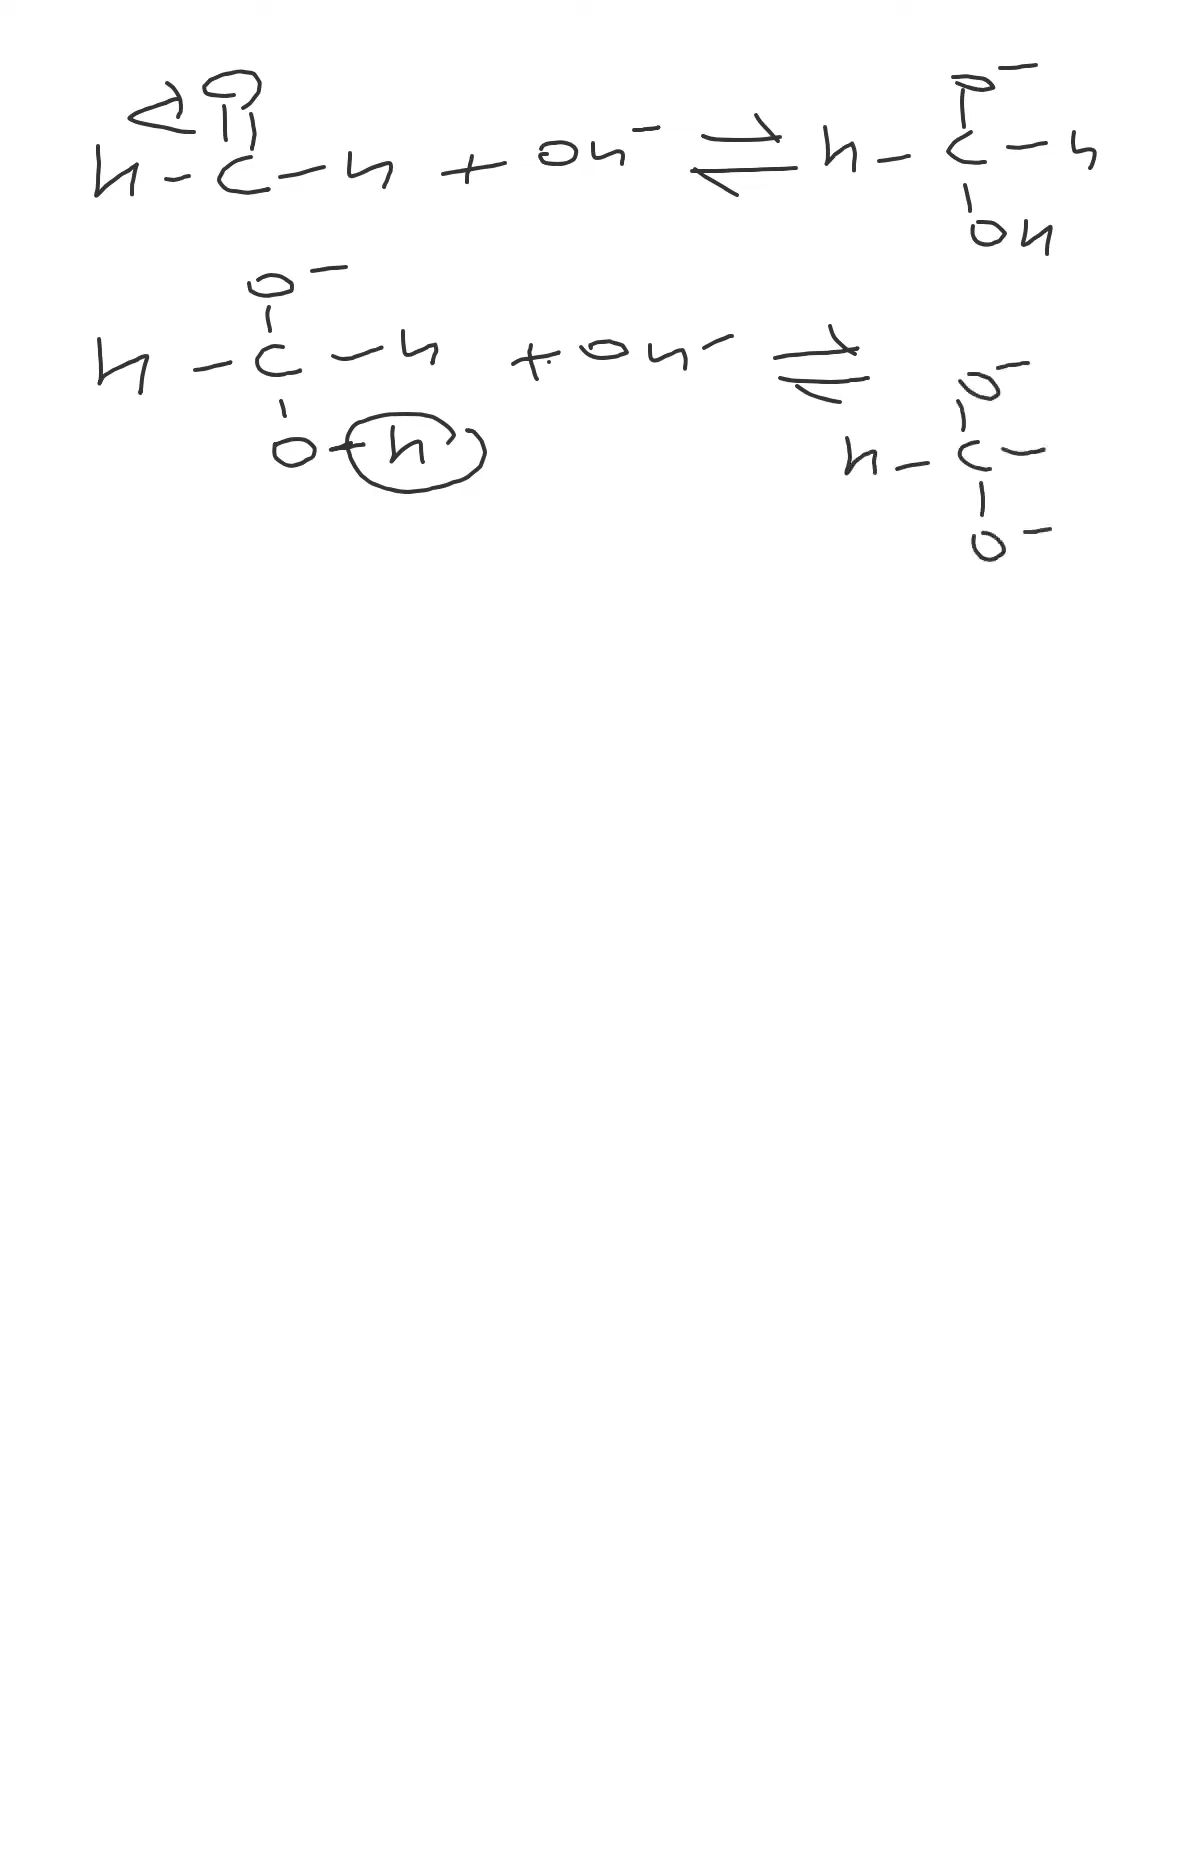 O O⁻
H - C - H + OH⁻ ⇌ H - C - H
OH
O⁻
H - C - H + OH⁻ ⇌ O⁻
O - H H - C -
O⁻